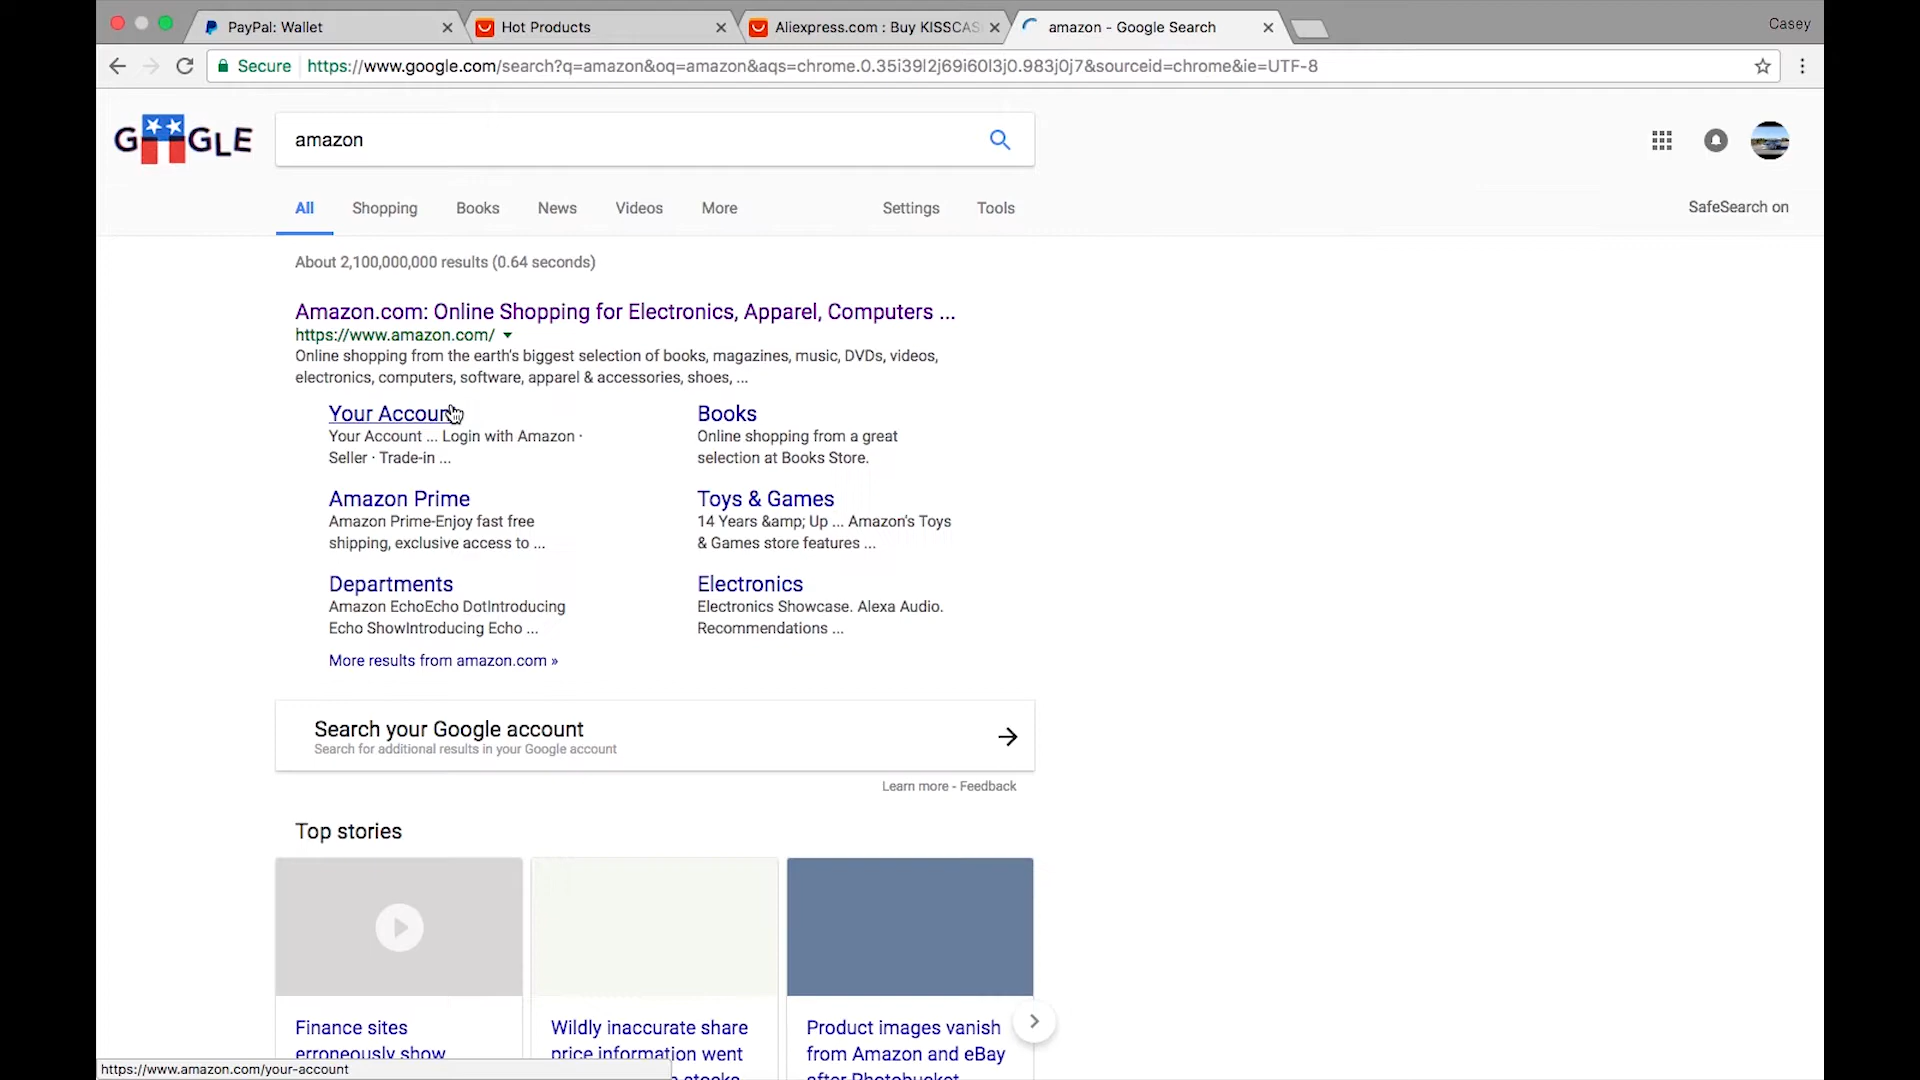 PayPal: Wallet
Hot Products
Aliexpress.com : Buy KISSCAS
amazon - Google Search
Casey
Secure
https://www.google.com/search?q=amazon&oq=amazon&aqs=chrome.0.35i39l2j69i60l3j0.983j0j7&sourceid=chrome&ie=UTF-8
GOOGLE
amazon
All
Shopping
Books
News
Videos
More
Settings
Tools
SafeSearch on
About 2,100,000,000 results (0.64 seconds)
Amazon.com: Online Shopping for Electronics, Apparel, Computers ...
https://www.amazon.com/
Online shopping from the earth's biggest selection of books, magazines, music, DVDs, videos,
electronics, computers, software, apparel & accessories, shoes, ...
Your Account
Your Account ... Login with Amazon ·
Seller · Trade-in ...
Books
Online shopping from a great
selection at Books Store.
Amazon Prime
Amazon Prime-Enjoy fast free
shipping, exclusive access to ...
Toys & Games
14 Years &amp; Up ... Amazon's Toys
& Games store features ...
Departments
Amazon EchoEcho DotIntroducing
Echo ShowIntroducing Echo ...
Electronics
Electronics Showcase. Alexa Audio.
Recommendations ...
More results from amazon.com »
Search your Google account
Search for additional results in your Google account
Learn more - Feedback
Top stories
Finance sites
erroneously show
Wildly inaccurate share
price information went
stocks
Product images vanish
from Amazon and eBay
after Photobucket
https://www.amazon.com/your-account